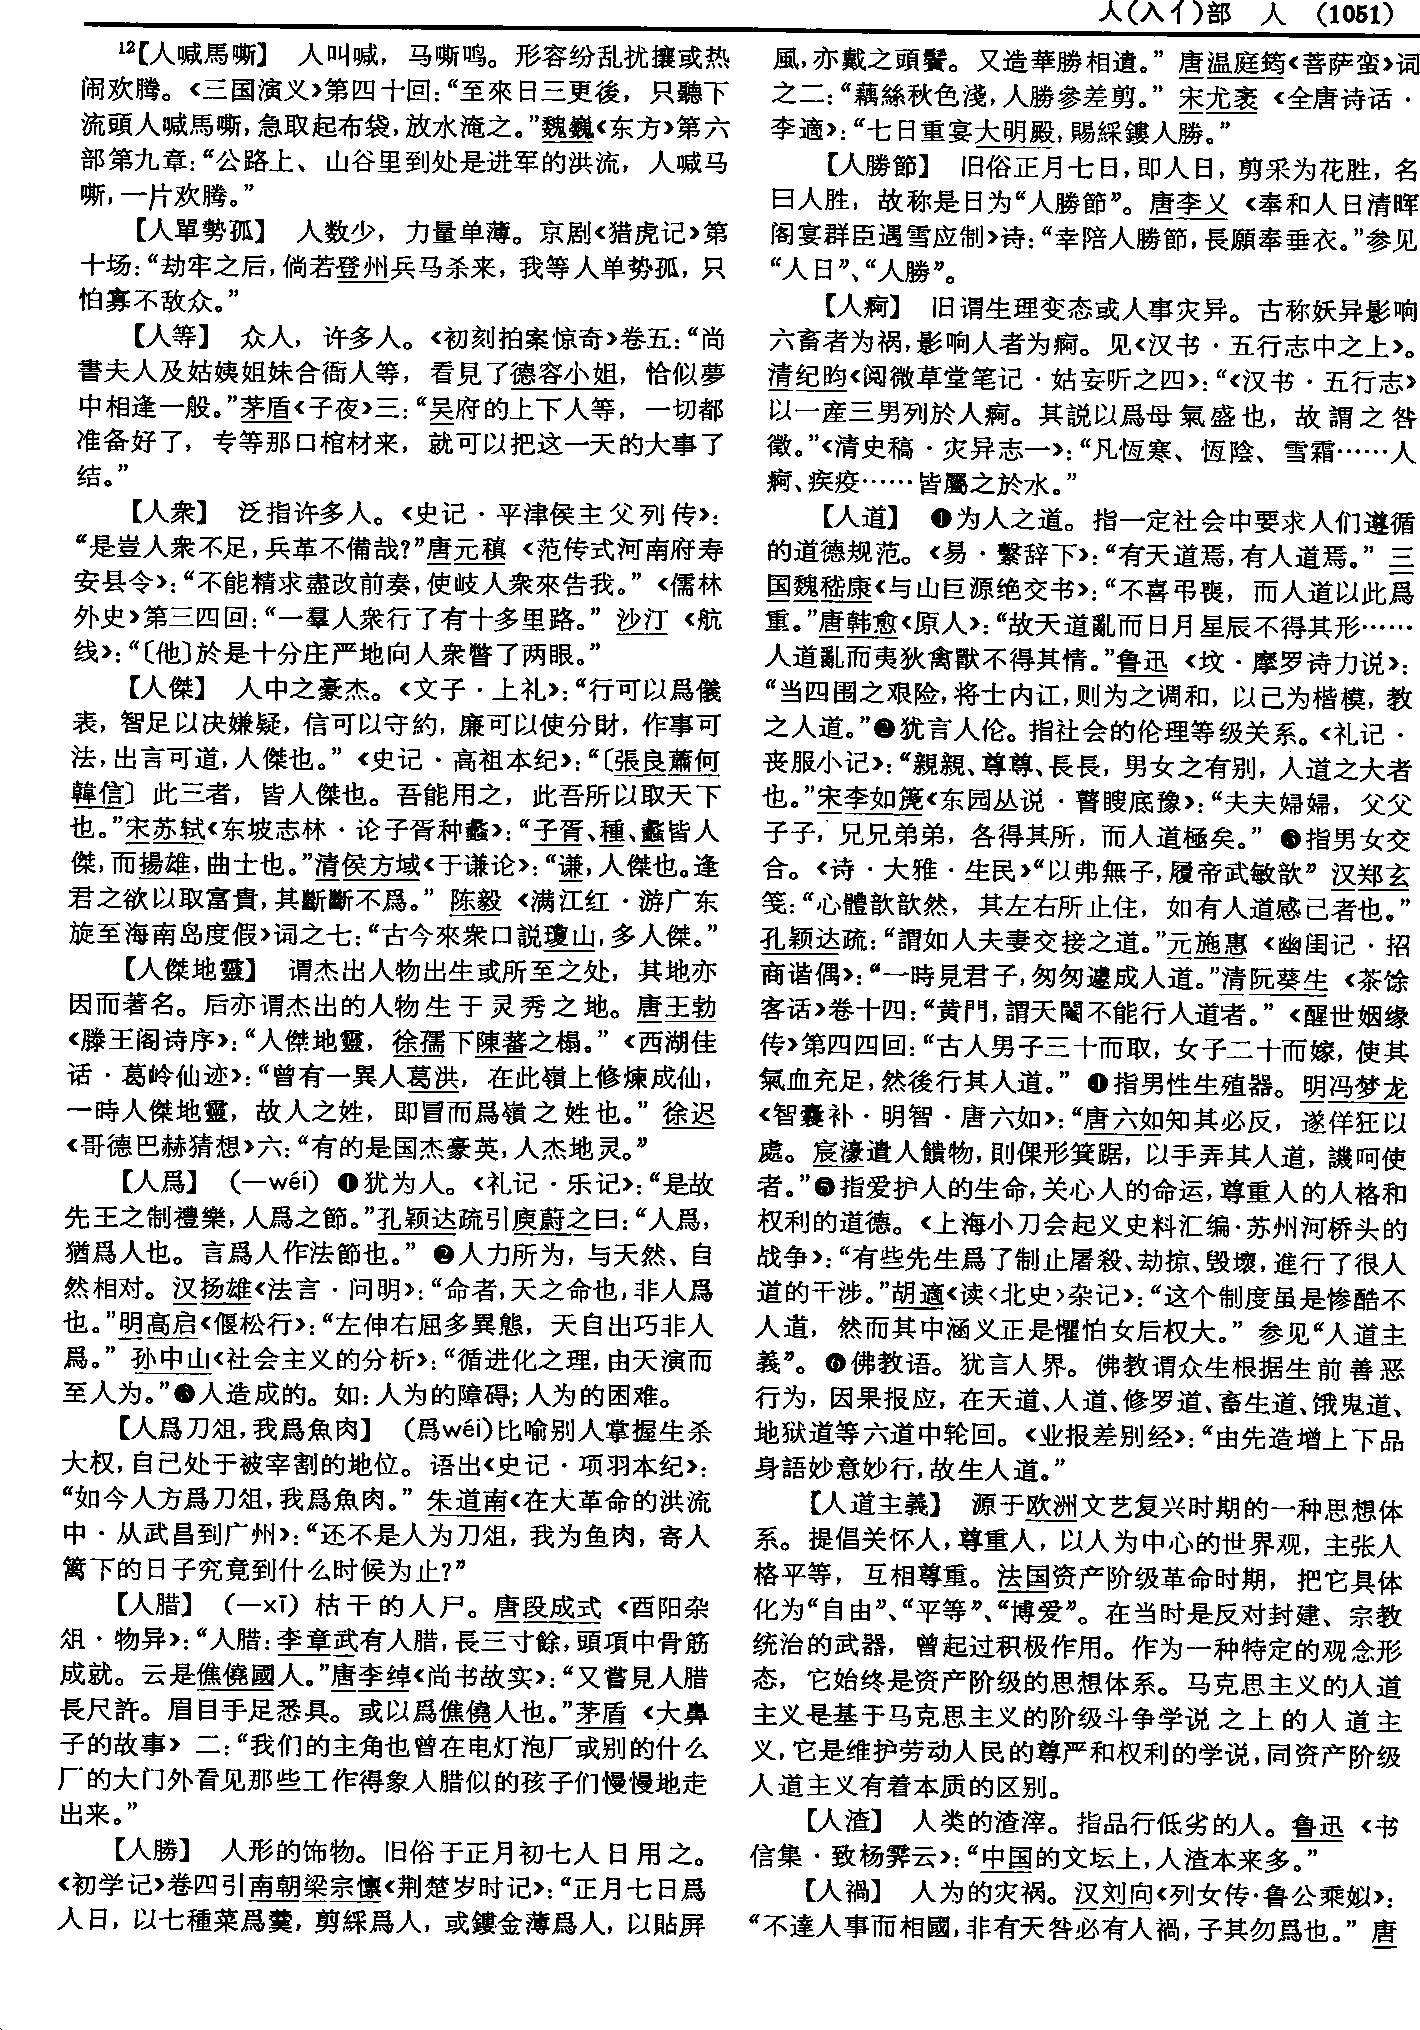 人(入亻)部　人　(1051)
¹²【人喊馬嘶】　人叫喊，马嘶鸣。形容纷乱扰攘或热
闹欢腾。《三国演义》第四十回：“至來日三更後，只聽下
流頭人喊馬嘶，急取起布袋，放水淹之。”魏巍《东方》第六
部第九章：“公路上、山谷里到处是进军的洪流，人喊马
嘶，一片欢腾。”
【人單勢孤】　人数少，力量单薄。京剧《猎虎记》第
十场：“劫牢之后，倘若登州兵马杀来，我等人单势孤，只
怕寡不敌众。”
【人等】　众人，许多人。《初刻拍案惊奇》卷五：“尚
書夫人及姑姨姐妹合衙人等，看見了德容小姐，恰似夢
中相逢一般。”茅盾《子夜》三：“吴府的上下人等，一切都
准备好了，专等那口棺材来，就可以把这一天的大事了
结。”
【人衆】　泛指许多人。《史记·平津侯主父列传》：
“是豈人衆不足，兵革不備哉？”唐元稹《范传式河南府寿
安县令》：“不能精求盡改前奏，使岐人衆來告我。”《儒林
外史》第三四回：“一羣人衆行了有十多里路。”沙汀《航
线》：“〔他〕於是十分庄严地向人衆瞥了两眼。”
【人傑】　人中之豪杰。《文子·上礼》：“行可以爲儀
表，智足以决嫌疑，信可以守約，廉可以使分財，作事可
法，出言可道，人傑也。”《史记·高祖本纪》：“〔張良蕭何
韓信〕此三者，皆人傑也。吾能用之，此吾所以取天下
也。”宋苏轼《东坡志林·论子胥种蠡》：“子胥、種、蠡皆人
傑，而揚雄，曲士也。”清侯方域《于谦论》：“谦，人傑也。逢
君之欲以取富貴，其斷斷不爲。”陈毅《满江红·游广东
旋至海南岛度假》词之七：“古今來衆口説瓊山，多人傑。”
【人傑地靈】　谓杰出人物出生或所至之处，其地亦
因而著名。后亦谓杰出的人物生于灵秀之地。唐王勃
《滕王阁诗序》：“人傑地靈，徐孺下陳蕃之榻。”《西湖佳
话·葛岭仙迹》：“曾有一異人葛洪，在此嶺上修煉成仙，
一時人傑地靈，故人之姓，即冒而爲嶺之姓也。”徐迟
《哥德巴赫猜想》六：“有的是国杰豪英，人杰地灵。”
【人爲】　（—wéi）❶犹为人。《礼记·乐记》：“是故
先王之制禮樂，人爲之節。”孔颖达疏引庾蔚之曰：“人爲，
猶爲人也。言爲人作法節也。”❷人力所为，与天然、自
然相对。汉扬雄《法言·问明》：“命者，天之命也，非人爲
也。”明高启《偃松行》：“左伸右屈多異態，天自出巧非人
爲。”孙中山《社会主义的分析》：“循进化之理，由天演而
至人为。”❸人造成的。如：人为的障碍；人为的困难。
【人爲刀俎，我爲魚肉】　（爲wéi）比喻别人掌握生杀
大权，自己处于被宰割的地位。语出《史记·项羽本纪》：
“如今人方爲刀俎，我爲魚肉。”朱道南《在大革命的洪流
中·从武昌到广州》：“还不是人为刀俎，我为鱼肉，寄人
篱下的日子究竟到什么时候为止？”
【人腊】　（—xī）枯干的人尸。唐段成式《酉阳杂
俎·物异》：“人腊：李章武有人腊，長三寸餘，頭項中骨筋
成就。云是僬僥國人。”唐李绰《尚书故实》：“又嘗見人腊
長尺許。眉目手足悉具。或以爲僬僥人也。”茅盾《大鼻
子的故事》二：“我们的主角也曾在电灯泡厂或别的什么
厂的大门外看见那些工作得象人腊似的孩子们慢慢地走
出来。”
【人勝】　人形的饰物。旧俗于正月初七人日用之。
《初学记》卷四引南朝梁宗懔《荆楚岁时记》：“正月七日爲
人日，以七種菜爲羹，剪綵爲人，或鏤金薄爲人，以貼屏
風，亦戴之頭鬢。又造華勝相遺。”唐温庭筠《菩萨蛮》词
之二：“藕絲秋色淺，人勝參差剪。”宋尤袤《全唐诗话·
李適》：“七日重宴大明殿，賜綵鏤人勝。”
【人勝節】　旧俗正月七日，即人日，剪采为花胜，名
曰人胜，故称是日为“人勝節”。唐李乂《奉和人日清晖
阁宴群臣遇雪应制》诗：“幸陪人勝節，長願奉垂衣。”参见
“人日”、“人勝”。
【人痾】　旧谓生理变态或人事灾异。古称妖异影响
六畜者为祸，影响人者为痾。见《汉书·五行志中之上》。
清纪昀《阅微草堂笔记·姑妄听之四》：“《汉书·五行志》
以一産三男列於人痾。其説以爲母氣盛也，故謂之咎
徵。”《清史稿·灾异志一》：“凡恆寒、恆陰、雪霜……人
痾、疾疫……皆屬之於水。”
【人道】　❶为人之道。指一定社会中要求人们遵循
的道德规范。《易·繫辞下》：“有天道焉，有人道焉。”三
国魏嵇康《与山巨源绝交书》：“不喜弔喪，而人道以此爲
重。”唐韩愈《原人》：“故天道亂而日月星辰不得其形……
人道亂而夷狄禽獸不得其情。”鲁迅《坟·摩罗诗力说》：
“当四围之艰险，将士内讧，则为之调和，以己为楷模，教
之人道。”❷犹言人伦。指社会的伦理等级关系。《礼记·
丧服小记》：“親親、尊尊、長長，男女之有别，人道之大者
也。”宋李如篪《东园丛说·瞽瞍底豫》：“夫夫婦婦，父父
子子，兄兄弟弟，各得其所，而人道極矣。”❸指男女交
合。《诗·大雅·生民》“以弗無子，履帝武敏歆”汉郑玄
笺：“心體歆歆然，其左右所止住，如有人道感己者也。”
孔颖达疏：“謂如人夫妻交接之道。”元施惠《幽闺记·招
商谐偶》：“一時見君子，匆匆遽成人道。”清阮葵生《茶馀
客话》卷十四：“黄門，謂天閹不能行人道者。”《醒世姻缘
传》第四四回：“古人男子三十而取，女子二十而嫁，使其
氣血充足，然後行其人道。”❹指男性生殖器。明冯梦龙
《智囊补·明智·唐六如》：“唐六如知其必反，遂佯狂以
處。宸濠遣人饋物，則倮形箕踞，以手弄其人道，譏呵使
者。”❺指爱护人的生命，关心人的命运，尊重人的人格和
权利的道德。《上海小刀会起义史料汇编·苏州河桥头的
战争》：“有些先生爲了制止屠殺、劫掠、毁壞，進行了很人
道的干涉。”胡適《读〈北史〉杂记》：“这个制度虽是惨酷不
人道，然而其中涵义正是懼怕女后权大。”参见“人道主
義”。❻佛教语。犹言人界。佛教谓众生根据生前善恶
行为，因果报应，在天道、人道、修罗道、畜生道、饿鬼道、
地狱道等六道中轮回。《业报差别经》：“由先造增上下品
身語妙意妙行，故生人道。”
【人道主義】　源于欧洲文艺复兴时期的一种思想体
系。提倡关怀人，尊重人，以人为中心的世界观，主张人
格平等，互相尊重。法国资产阶级革命时期，把它具体
化为“自由”、“平等”、“博爱”。在当时是反对封建、宗教
统治的武器，曾起过积极作用。作为一种特定的观念形
态，它始终是资产阶级的思想体系。马克思主义的人道
主义是基于马克思主义的阶级斗争学说之上的人道主
义，它是维护劳动人民的尊严和权利的学说，同资产阶级
人道主义有着本质的区别。
【人渣】　人类的渣滓。指品行低劣的人。鲁迅《书
信集·致杨霁云》：“中国的文坛上，人渣本来多。”
【人禍】　人为的灾祸。汉刘向《列女传·鲁公乘姒》：
“不達人事而相國，非有天咎必有人禍，子其勿爲也。”唐